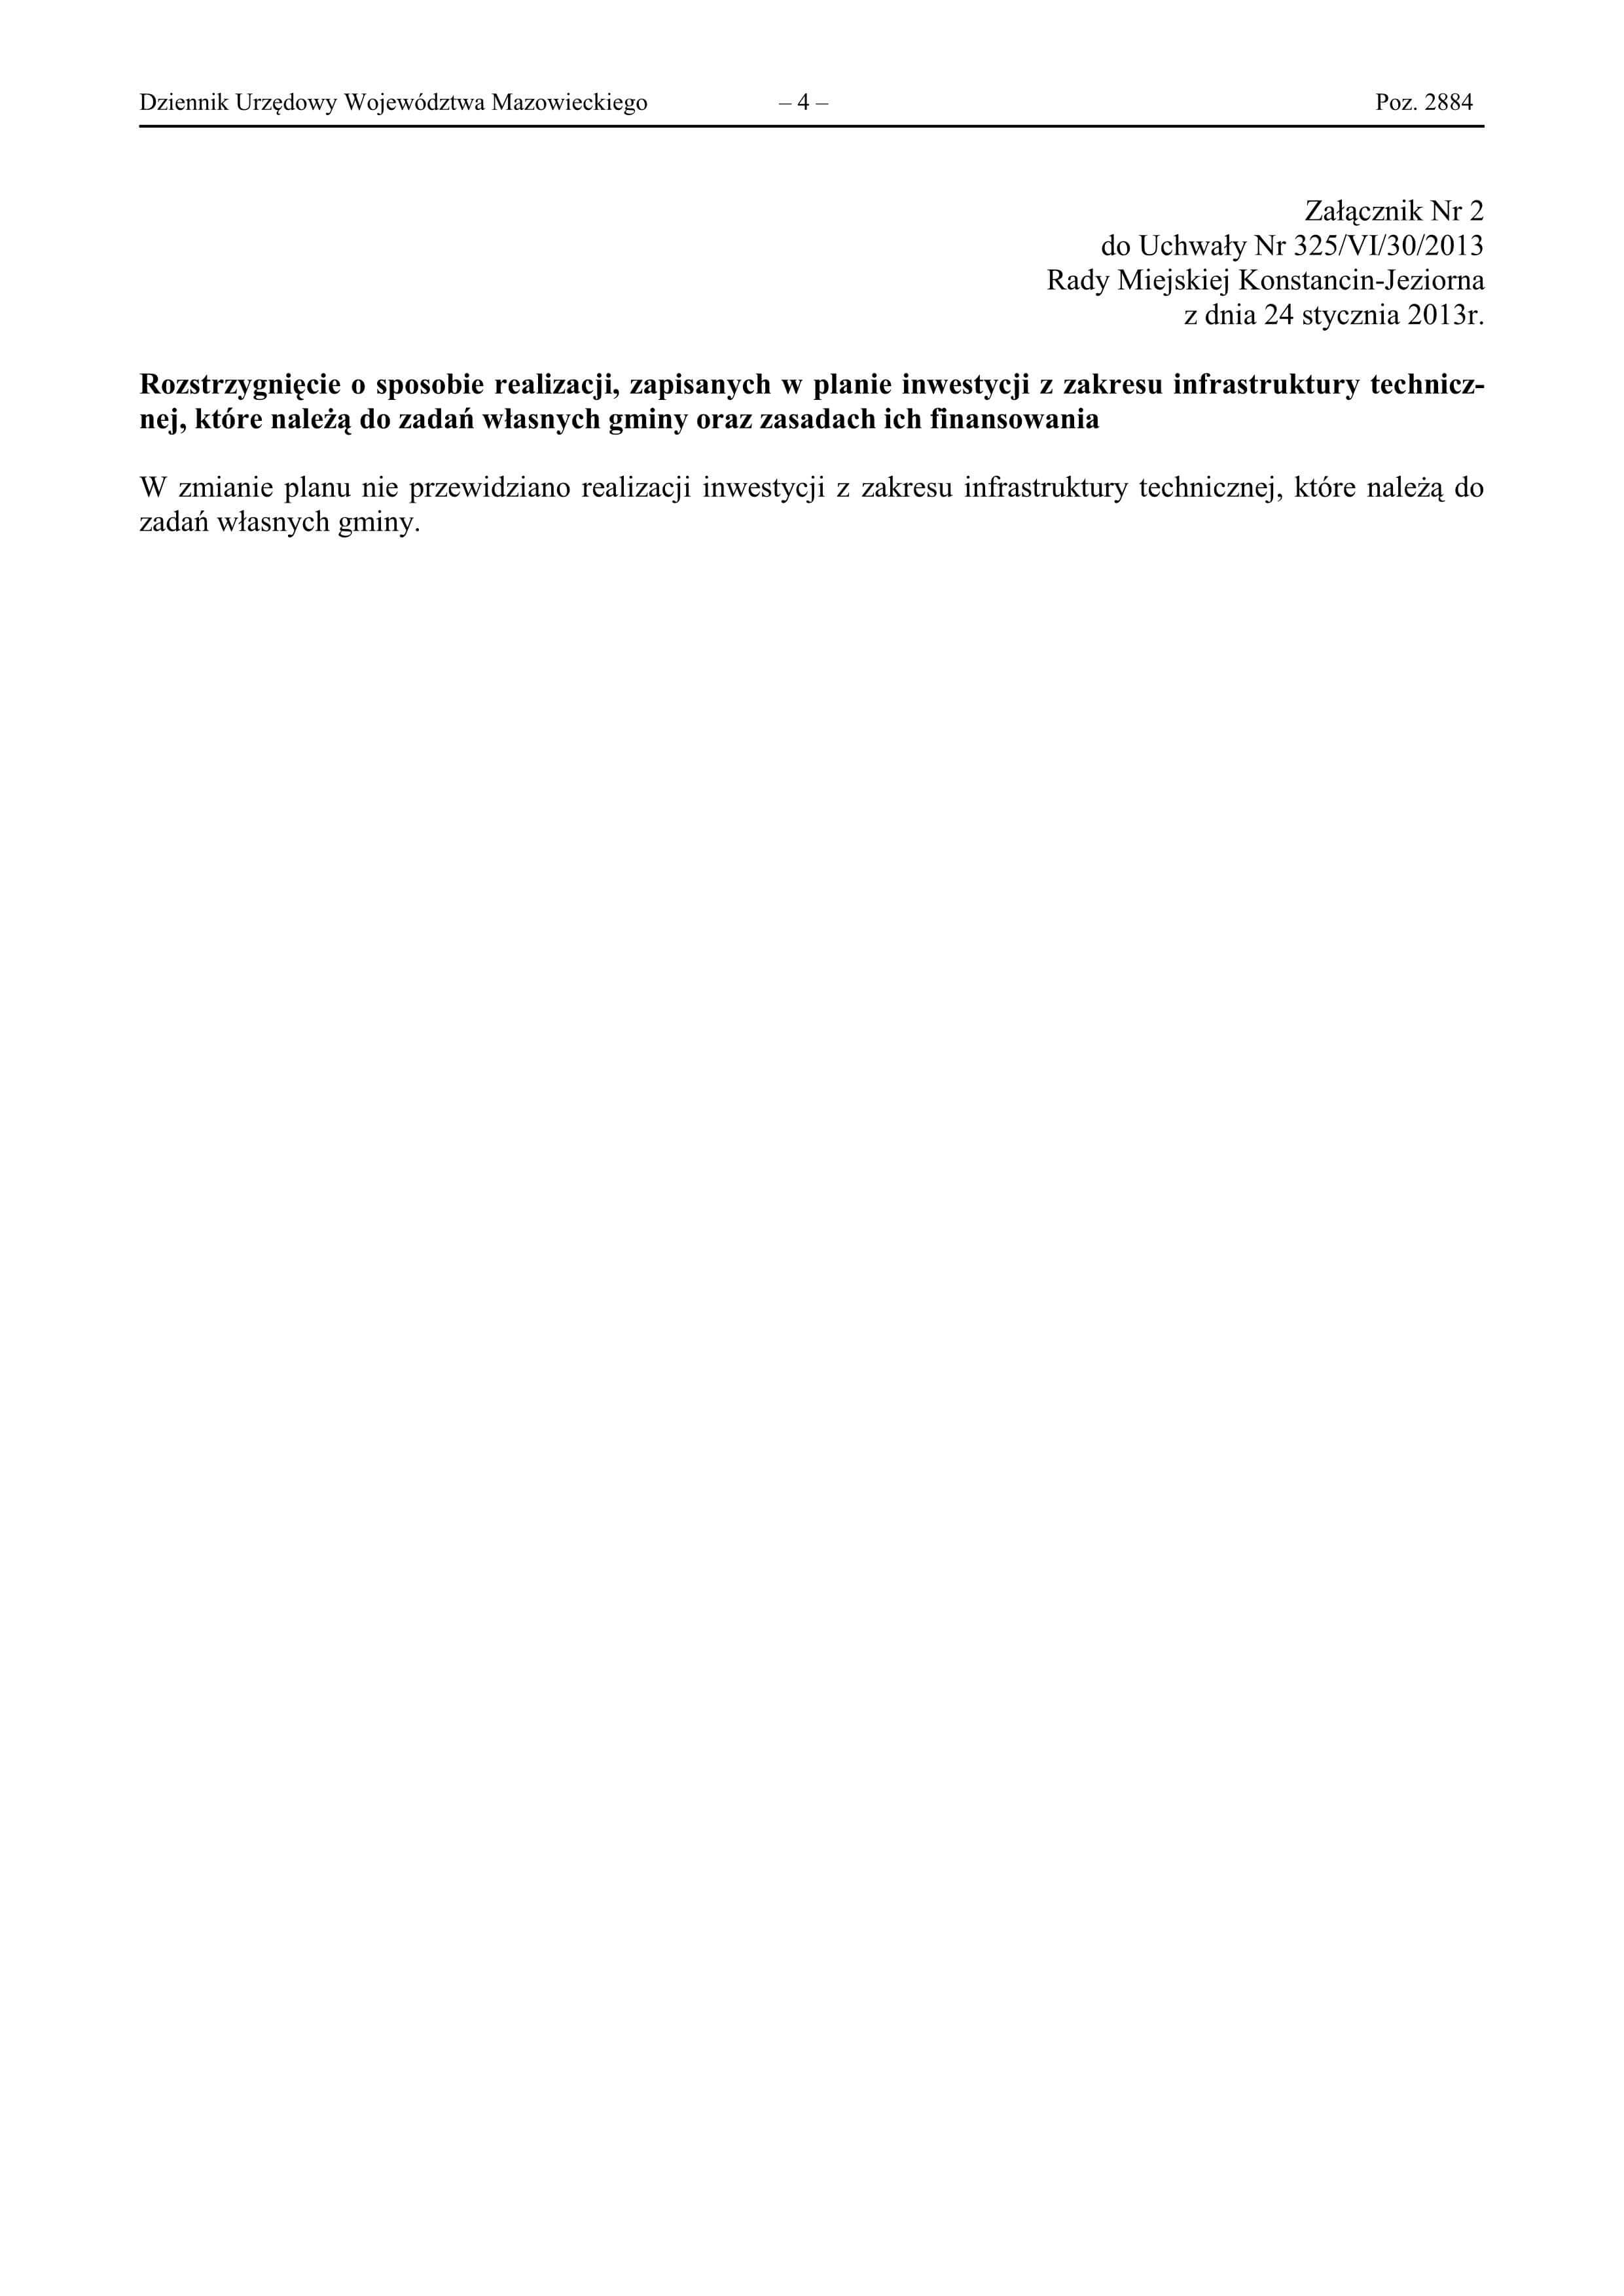 Dziennik Urzędowy Województwa Mazowieckiego – 4 – Poz. 2884
Załącznik Nr 2
do Uchwały Nr 325/VI/30/2013
Rady Miejskiej Konstancin-Jeziorna
z dnia 24 stycznia 2013r.
Rozstrzygnięcie o sposobie realizacji, zapisanych w planie inwestycji z zakresu infrastruktury technicz-
nej, które należą do zadań własnych gminy oraz zasadach ich finansowania
W zmianie planu nie przewidziano realizacji inwestycji z zakresu infrastruktury technicznej, które należą do
zadań własnych gminy.